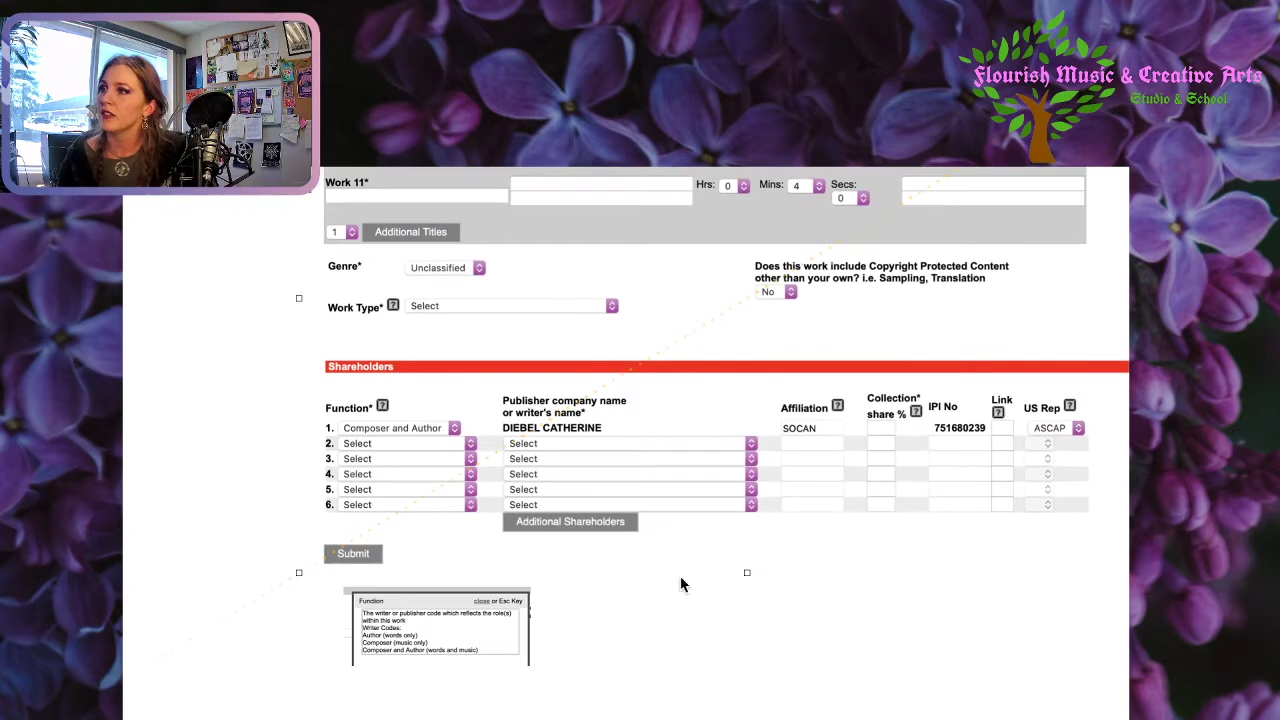 Flourish Music & Creative Arts
Studio & School
Work 11*
Hrs: 0 Mins: 4 Secs:
0
1 Additional Titles
Genre* Unclassified
Does this work include Copyright Protected Content
other than your own? i.e. Sampling, Translation
No
Work Type* ? Select
Shareholders
Function* ? Publisher company name
or writer's name* Affiliation ? Collection*
share % ? IPI No Link
? US Rep ?
1. Composer and Author DIEBEL CATHERINE SOCAN 751680239 ASCAP
2. Select Select
3. Select Select
4. Select Select
5. Select Select
6. Select Select
Additional Shareholders
Submit
Function close or Esc Key
The writer or publisher code which reflects the role(s)
within this work
Writer Codes:
Author (words only)
Composer (music only)
Composer and Author (words and music)